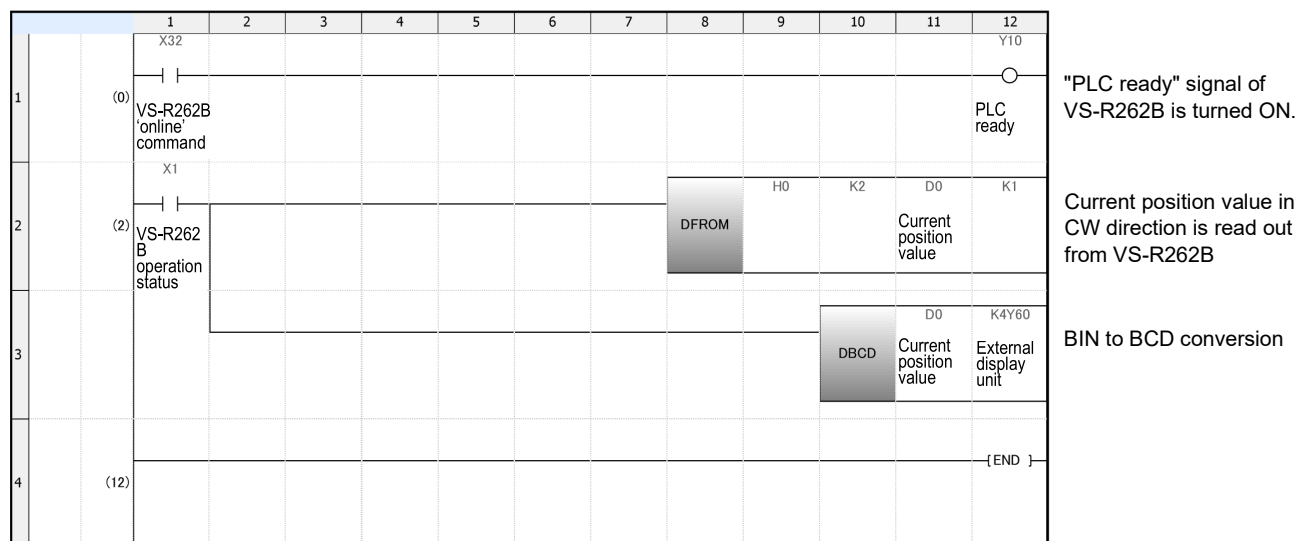 1 2 3 4 5 6 7 8 9 10 11 12
X32 Y10
1 (0)
VS-R262B
‘online’
command
PLC
ready
"PLC ready" signal of
VS-R262B is turned ON.
X1
2 (2)
VS-R262
B
operation
status
DFROM
H0 K2 D0 K1
Current
position
value
Current position value in
CW direction is read out
from VS-R262B
3
DBCD
D0 K4Y60
Current
position
value
External
display
unit
BIN to BCD conversion
4 (12)
[END ]